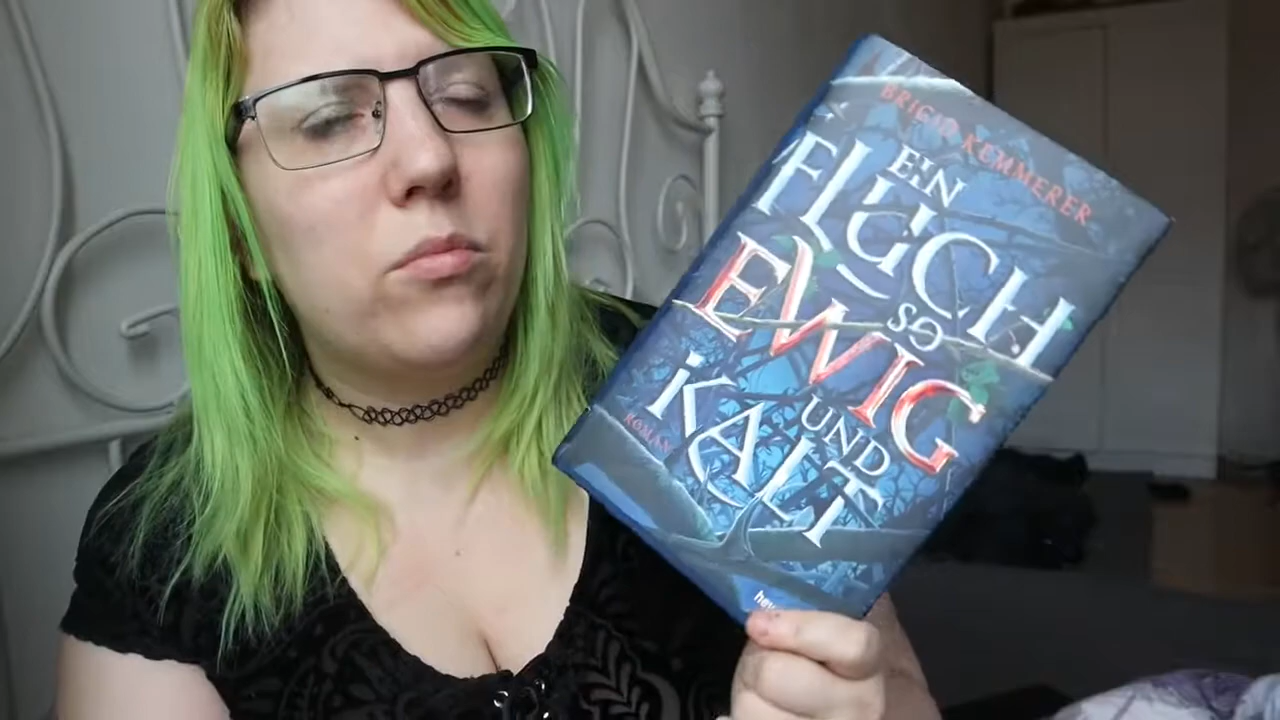 BRIGID KEMMERER
EIN
FLUCH
SO
EWIG
UND
KALT
ROMAN